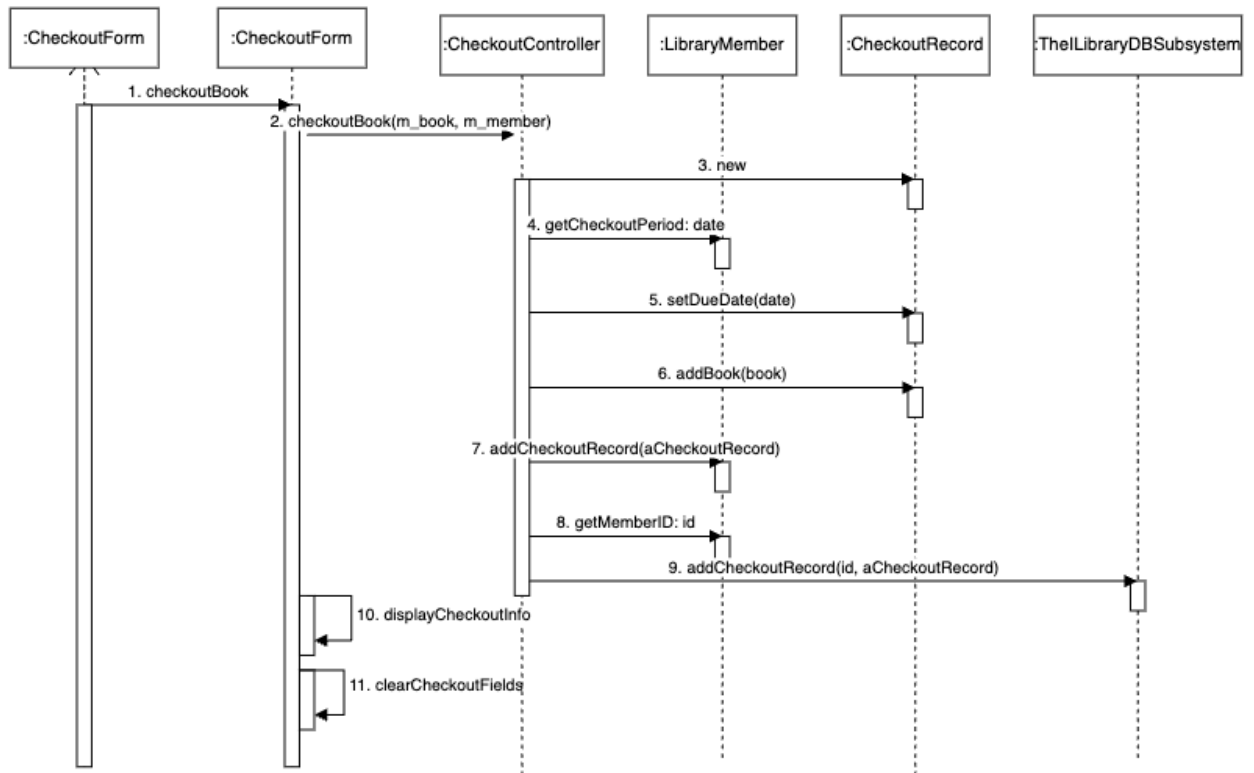 :CheckoutForm
:CheckoutForm
:CheckoutController
:LibraryMember
:CheckoutRecord
:TheILibraryDBSubsystem
1. checkoutBook
2. checkoutBook(m_book, m_member)
3. new
4. getCheckoutPeriod: date
5. setDueDate(date)
6. addBook(book)
7. addCheckoutRecord(aCheckoutRecord)
8. getMemberID: id
9. addCheckoutRecord(id, aCheckoutRecord)
10. displayCheckoutInfo
11. clearCheckoutFields